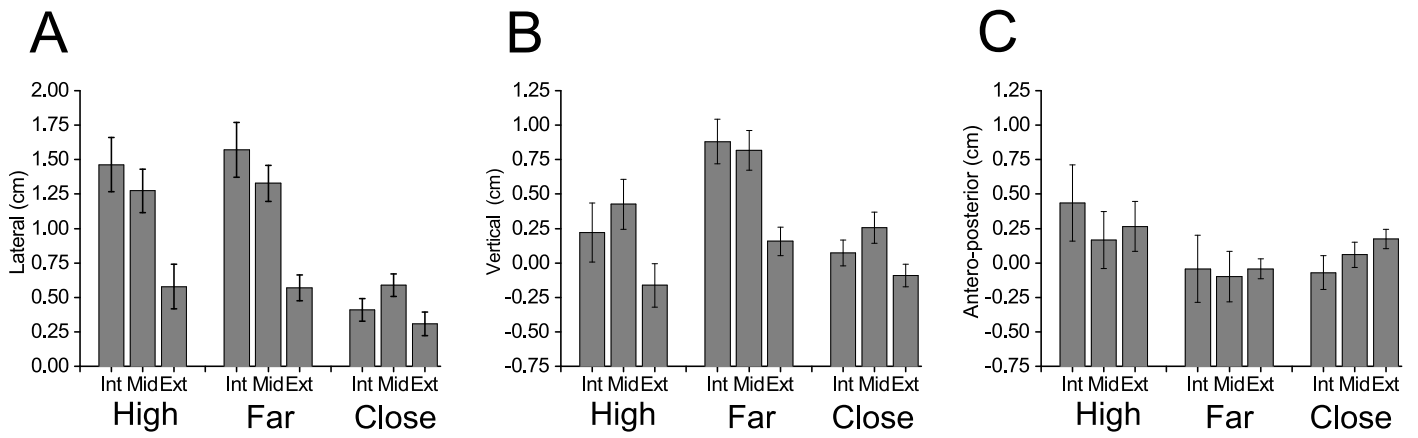 A
Lateral (cm)
2.00
1.75
1.50
1.25
1.00
0.75
0.50
0.25
0.00
Int Mid Ext Int Mid Ext Int Mid Ext
High Far Close
B
Vertical (cm)
1.25
1.00
0.75
0.50
0.25
0.00
-0.25
-0.50
-0.75
Int Mid Ext Int Mid Ext Int Mid Ext
High Far Close
C
Antero-posterior (cm)
1.25
1.00
0.75
0.50
0.25
0.00
-0.25
-0.50
-0.75
Int Mid Ext Int Mid Ext Int Mid Ext
High Far Close